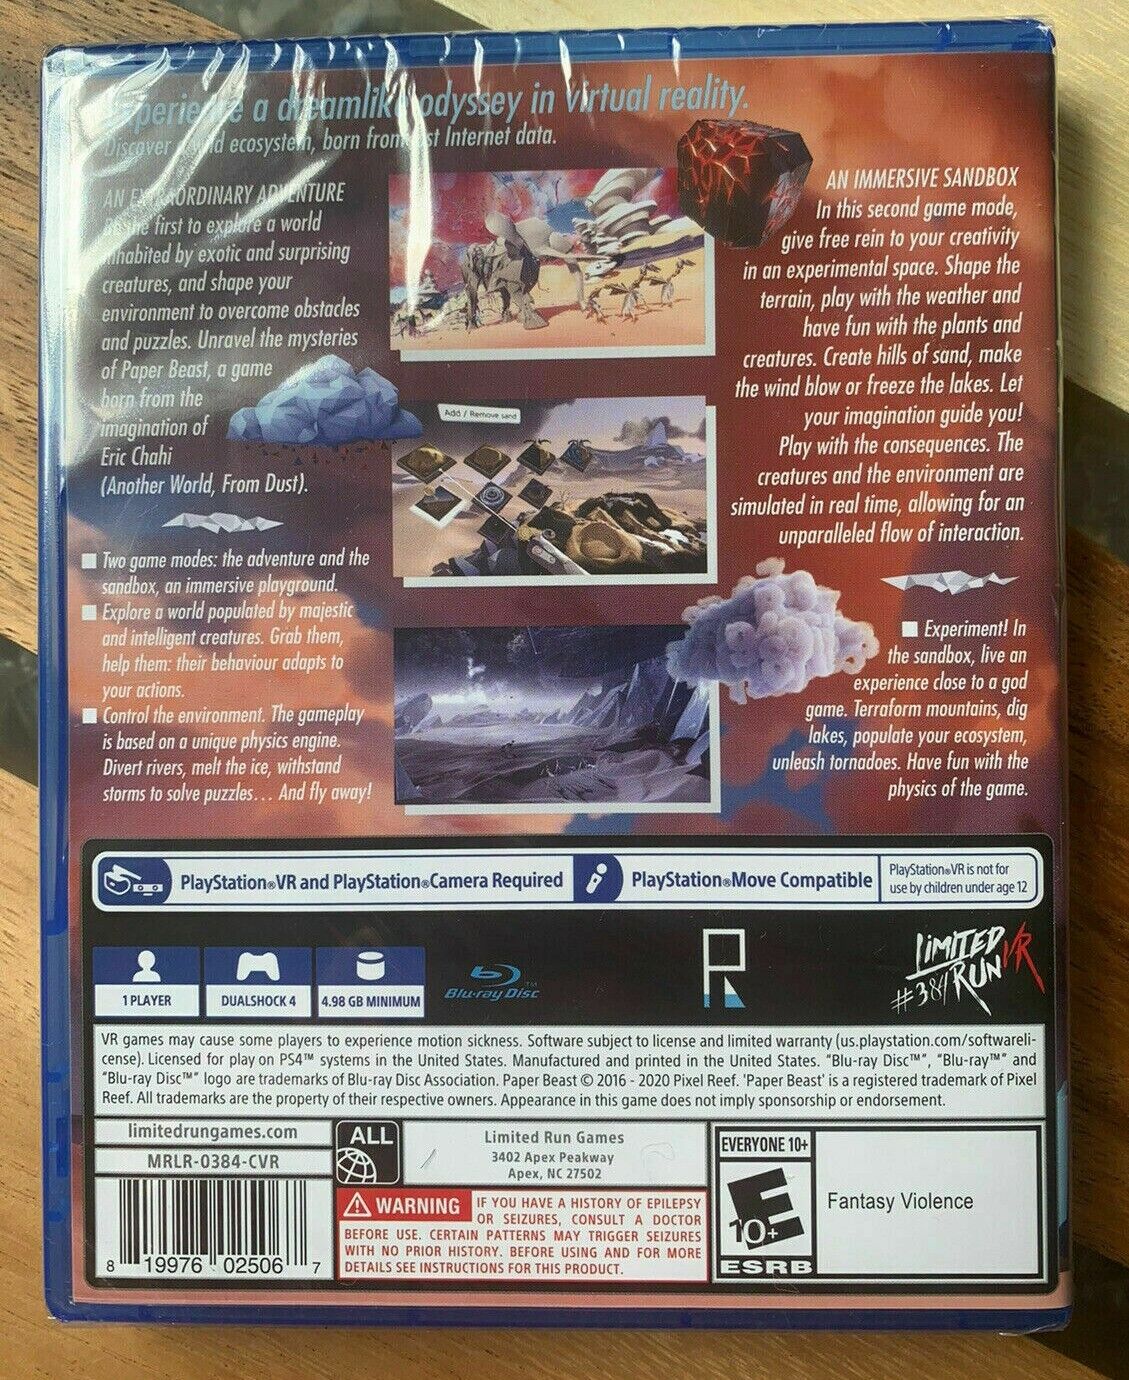 a odyssey in virtual reality.
ecosystem, born from Internet data.
AN EXTRAORDINARY ADVENTURE
first to explore a world
inhabited by exotic and surprising
creatures, and shape your
environment to overcome obstacles
and puzzles. Unravel the mysteries
of Paper Beast, a game
born from the
imagination of
Eric Chahi
(Another World, From Dust).
Two game modes: the adventure and the
sandbox, an immersive playground.
Explore a world populated by majestic
and intelligent creatures. Grab them,
help them: their behaviour adapts to
your actions.
Control the environment. The gameplay
is based on a unique physics engine.
Divert rivers, melt the ice, withstand
storms to solve puzzles... And fly away!
Add / Remove sand
AN IMMERSIVE SANDBOX
In this second game mode,
give free rein to your creativity
in an experimental space. Shape the
terrain, play with the weather and
have fun with the plants and
creatures. Create hills of sand, make
the wind blow or freeze the lakes. Let
your imagination guide you!
Play with the consequences. The
creatures and the environment are
simulated in real time, allowing for an
unparalleled flow of interaction.
Experiment! In
the sandbox, live an
experience close to a god
game. Terraform mountains, dig
lakes, populate your ecosystem,
unleash tornadoes. Have fun with the
physics of the game.
PlayStation®VR and PlayStation®Camera Required
PlayStation®Move Compatible
PlayStation®VR is not for
use by children under age 12
1 PLAYER
DUALSHOCK 4
4.98 GB MINIMUM
Blu-ray Disc™
LIMITED
RUN VR
#384
VR games may cause some players to experience motion sickness. Software subject to license and limited warranty (us.playstation.com/softwareli-
cense). Licensed for play on PS4™ systems in the United States. Manufactured and printed in the United States. "Blu-ray Disc™", "Blu-ray™" and
"Blu-ray Disc™" logo are trademarks of Blu-ray Disc Association. Paper Beast © 2016 - 2020 Pixel Reef. 'Paper Beast' is a registered trademark of Pixel
Reef. All trademarks are the property of their respective owners. Appearance in this game does not imply sponsorship or endorsement.
limitedrungames.com
MRLR-0384-CVR
8 19976 02506 7
ALL
Limited Run Games
3402 Apex Peakway
Apex, NC 27502
WARNING IF YOU HAVE A HISTORY OF EPILEPSY
OR SEIZURES, CONSULT A DOCTOR
BEFORE USE. CERTAIN PATTERNS MAY TRIGGER SEIZURES
WITH NO PRIOR HISTORY. BEFORE USING AND FOR MORE
DETAILS SEE INSTRUCTIONS FOR THIS PRODUCT.
EVERYONE 10+
E
10+
ESRB
Fantasy Violence